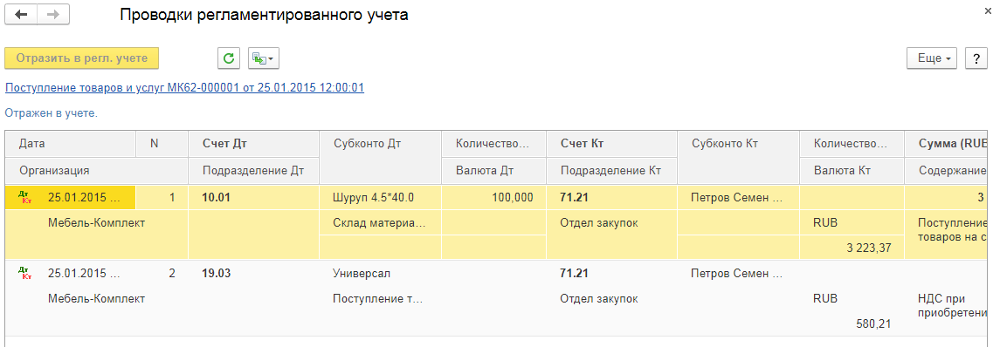 Проводки регламентированного учета
Отразить в регл. учете Еще ?
Поступление товаров и услуг МК62-000001 от 25.01.2015 12:00:01
Отражен в учете.
Дата N Счет Дт Субконто Дт Количество... Счет Кт Субконто Кт Количество... Сумма (RUB
Организация Подразделение Дт Валюта Дт Подразделение Кт Валюта Кт Содержание
Дт Кт 25.01.2015 ... 1 10.01 Шуруп 4.5*40.0 100,000 71.21 Петров Семен ... 3
Мебель-Комплект Склад материа... Отдел закупок RUB Поступление
товаров на с
3 223,37
Дт Кт 25.01.2015 ... 2 19.03 Универсал 71.21 Петров Семен ...
Мебель-Комплект Поступление т... Отдел закупок RUB НДС при
приобретени
580,21